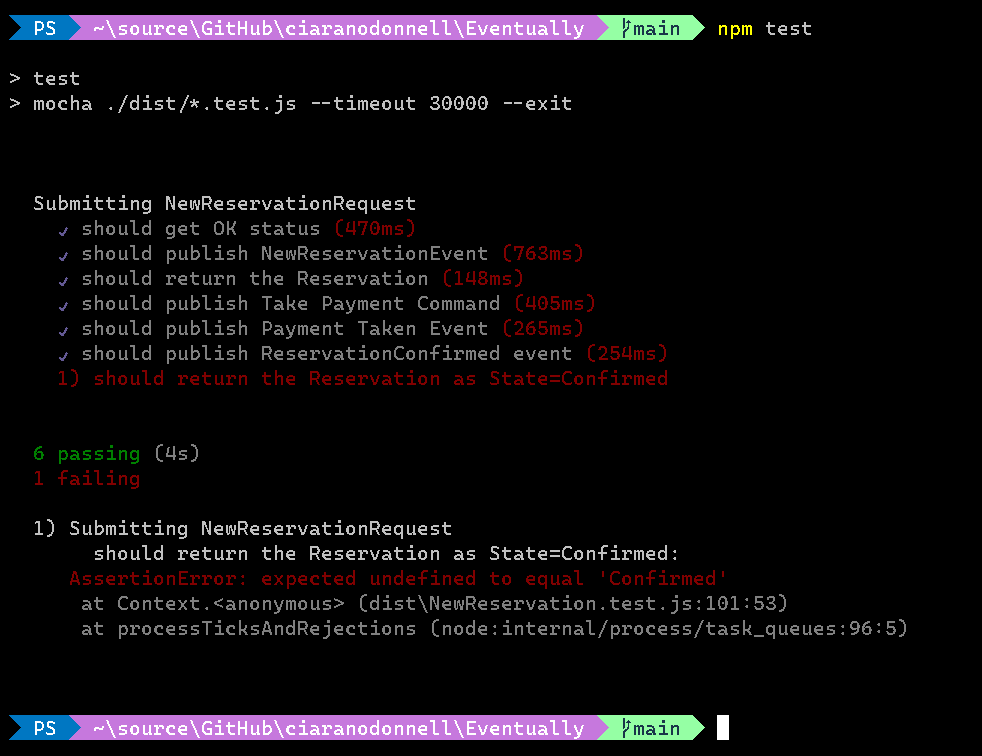 PS ~\source\GitHub\ciaranodonnell\Eventually main npm test
> test
> mocha ./dist/*.test.js --timeout 30000 --exit
Submitting NewReservationRequest
✓ should get OK status (470ms)
✓ should publish NewReservationEvent (763ms)
✓ should return the Reservation (148ms)
✓ should publish Take Payment Command (405ms)
✓ should publish Payment Taken Event (265ms)
✓ should publish ReservationConfirmed event (254ms)
1) should return the Reservation as State=Confirmed
6 passing (4s)
1 failing
1) Submitting NewReservationRequest
should return the Reservation as State=Confirmed:
AssertionError: expected undefined to equal 'Confirmed'
at Context.<anonymous> (dist\NewReservation.test.js:101:53)
at processTicksAndRejections (node:internal/process/task_queues:96:5)
PS ~\source\GitHub\ciaranodonnell\Eventually main